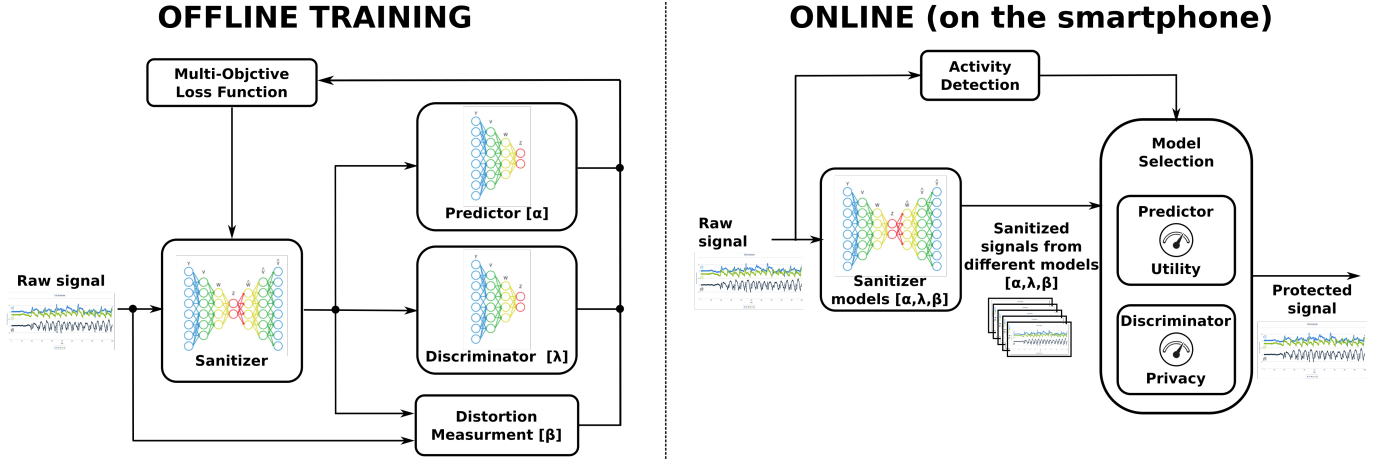 OFFLINE TRAINING
Multi-Objctive
Loss Function
Raw signal
Sanitizer
Predictor [α]
Discriminator [λ]
Distortion
Measurment [β]
ONLINE (on the smartphone)
Activity
Detection
Raw
signal
Sanitizer
models [α,λ,β]
Sanitized
signals from
different models
[α,λ,β]
Model
Selection
Predictor
Utility
Discriminator
Privacy
Protected
signal